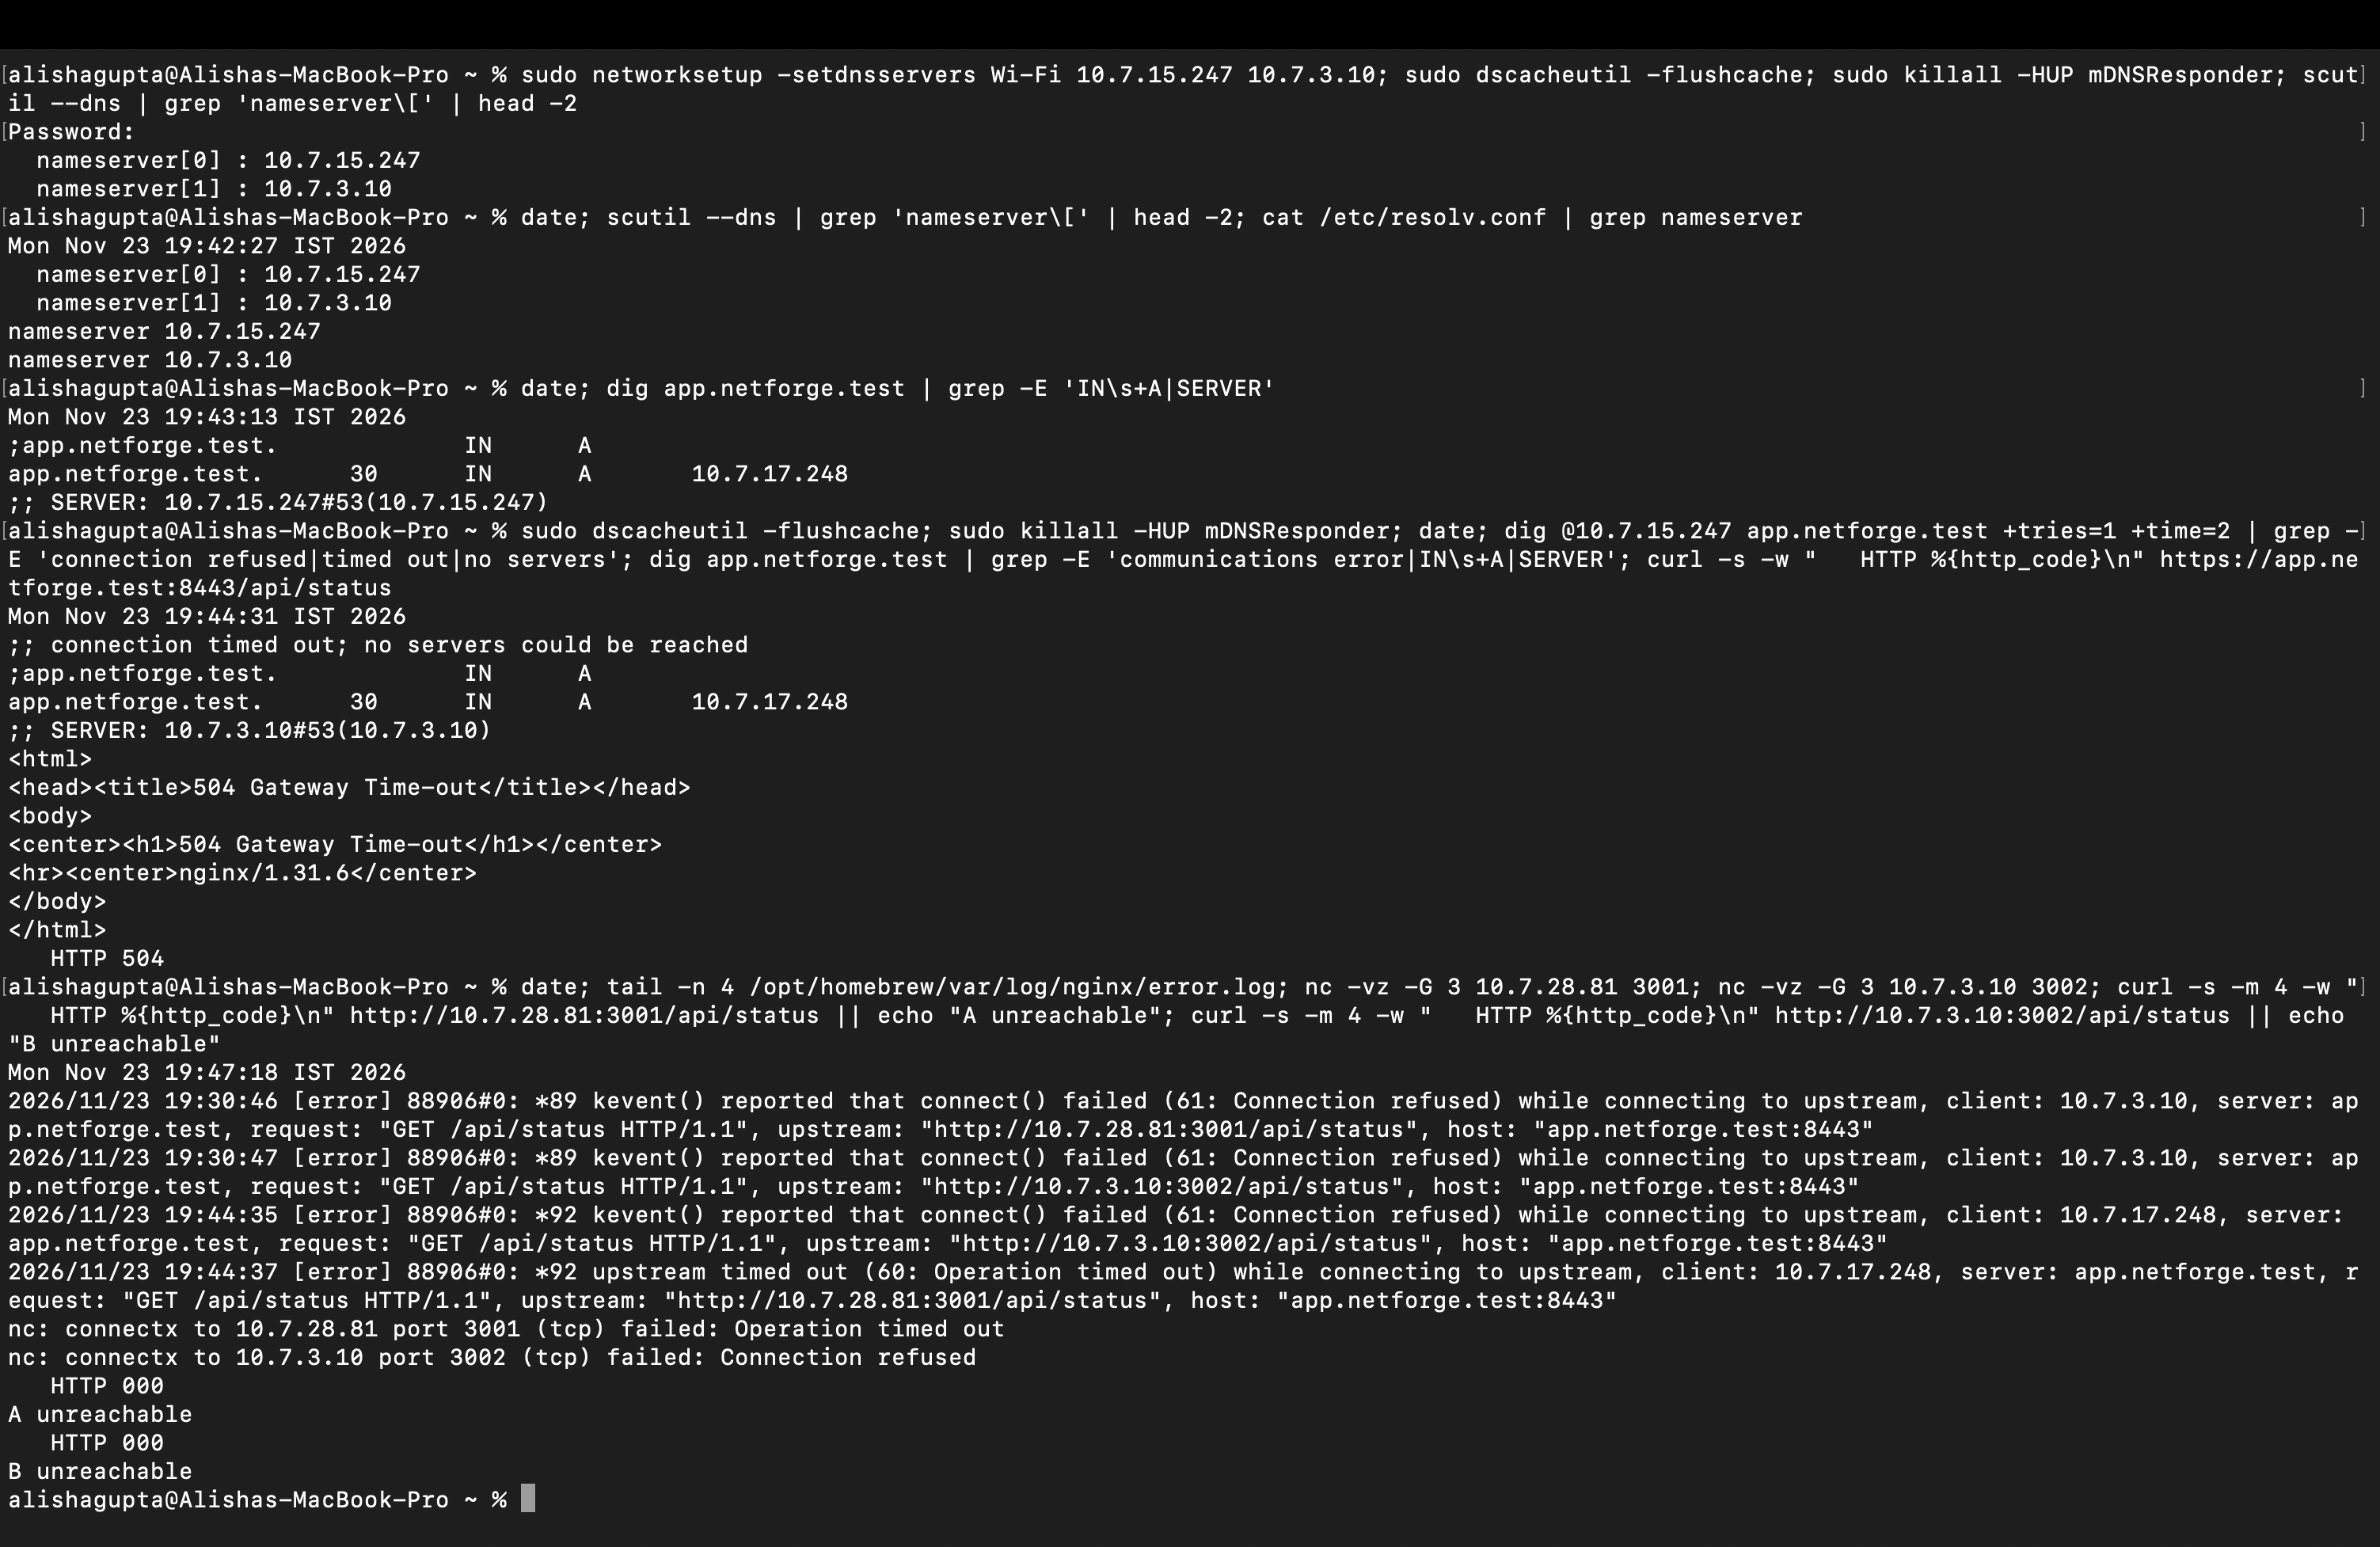 [alishagupta@Alishas-MacBook-Pro ~ % sudo networksetup -setdnsservers Wi-Fi 10.7.15.247 10.7.3.10; sudo dscacheutil -flushcache; sudo killall -HUP mDNSResponder; scut]
il --dns | grep 'nameserver\[' | head -2
[Password:                                                                                                                                                           ]
  nameserver[0] : 10.7.15.247
  nameserver[1] : 10.7.3.10
[alishagupta@Alishas-MacBook-Pro ~ % date; scutil --dns | grep 'nameserver\[' | head -2; cat /etc/resolv.conf | grep nameserver                                       ]
Mon Nov 23 19:42:27 IST 2026
  nameserver[0] : 10.7.15.247
  nameserver[1] : 10.7.3.10
nameserver 10.7.15.247
nameserver 10.7.3.10
[alishagupta@Alishas-MacBook-Pro ~ % date; dig app.netforge.test | grep -E 'IN\s+A|SERVER'                                                                            ]
Mon Nov 23 19:43:13 IST 2026
;app.netforge.test.             IN      A
app.netforge.test.      30      IN      A       10.7.17.248
;; SERVER: 10.7.15.247#53(10.7.15.247)
[alishagupta@Alishas-MacBook-Pro ~ % sudo dscacheutil -flushcache; sudo killall -HUP mDNSResponder; date; dig @10.7.15.247 app.netforge.test +tries=1 +time=2 | grep -]
E 'connection refused|timed out|no servers'; dig app.netforge.test | grep -E 'communications error|IN\s+A|SERVER'; curl -s -w "   HTTP %{http_code}\n" https://app.ne
tforge.test:8443/api/status
Mon Nov 23 19:44:31 IST 2026
;; connection timed out; no servers could be reached
;app.netforge.test.             IN      A
app.netforge.test.      30      IN      A       10.7.17.248
;; SERVER: 10.7.3.10#53(10.7.3.10)
<html>
<head><title>504 Gateway Time-out</title></head>
<body>
<center><h1>504 Gateway Time-out</h1></center>
<hr><center>nginx/1.31.6</center>
</body>
</html>
   HTTP 504
[alishagupta@Alishas-MacBook-Pro ~ % date; tail -n 4 /opt/homebrew/var/log/nginx/error.log; nc -vz -G 3 10.7.28.81 3001; nc -vz -G 3 10.7.3.10 3002; curl -s -m 4 -w "]
   HTTP %{http_code}\n" http://10.7.28.81:3001/api/status || echo "A unreachable"; curl -s -m 4 -w "   HTTP %{http_code}\n" http://10.7.3.10:3002/api/status || echo
"B unreachable"
Mon Nov 23 19:47:18 IST 2026
2026/11/23 19:30:46 [error] 88906#0: *89 kevent() reported that connect() failed (61: Connection refused) while connecting to upstream, client: 10.7.3.10, server: ap
p.netforge.test, request: "GET /api/status HTTP/1.1", upstream: "http://10.7.28.81:3001/api/status", host: "app.netforge.test:8443"
2026/11/23 19:30:47 [error] 88906#0: *89 kevent() reported that connect() failed (61: Connection refused) while connecting to upstream, client: 10.7.3.10, server: ap
p.netforge.test, request: "GET /api/status HTTP/1.1", upstream: "http://10.7.3.10:3002/api/status", host: "app.netforge.test:8443"
2026/11/23 19:44:35 [error] 88906#0: *92 kevent() reported that connect() failed (61: Connection refused) while connecting to upstream, client: 10.7.17.248, server:
app.netforge.test, request: "GET /api/status HTTP/1.1", upstream: "http://10.7.3.10:3002/api/status", host: "app.netforge.test:8443"
2026/11/23 19:44:37 [error] 88906#0: *92 upstream timed out (60: Operation timed out) while connecting to upstream, client: 10.7.17.248, server: app.netforge.test, r
equest: "GET /api/status HTTP/1.1", upstream: "http://10.7.28.81:3001/api/status", host: "app.netforge.test:8443"
nc: connectx to 10.7.28.81 port 3001 (tcp) failed: Operation timed out
nc: connectx to 10.7.3.10 port 3002 (tcp) failed: Connection refused
   HTTP 000
A unreachable
   HTTP 000
B unreachable
alishagupta@Alishas-MacBook-Pro ~ %